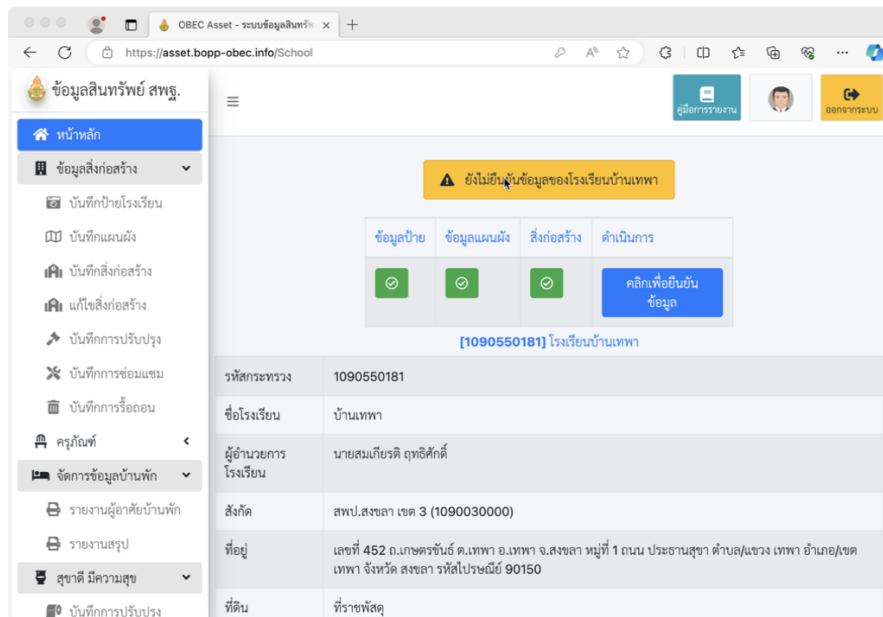 OBEC Asset - ระบบข้อมูลสินทรัพ
https://asset.bopp-obec.info/School
ข้อมูลสินทรัพย์ สพฐ.
คู่มือการรายงาน
ออกจากระบบ
หน้าหลัก
ข้อมูลสิ่งก่อสร้าง
บันทึกป้ายโรงเรียน
บันทึกแผนผัง
บันทึกสิ่งก่อสร้าง
แก้ไขสิ่งก่อสร้าง
บันทึกการปรับปรุง
บันทึกการซ่อมแซม
บันทึกการรื้อถอน
ครุภัณฑ์
จัดการข้อมูลบ้านพัก
รายงานผู้อาศัยบ้านพัก
รายงานสรุป
สุขาดี มีความสุข
บันทึกการปรับปรุง
ยังไม่ยืนยันข้อมูลของโรงเรียนบ้านเทพา
ข้อมูลป้าย ข้อมูลแผนผัง สิ่งก่อสร้าง ดำเนินการ
คลิกเพื่อยืนยัน
ข้อมูล
[1090550181] โรงเรียนบ้านเทพา
รหัสกระทรวง 1090550181
ชื่อโรงเรียน บ้านเทพา
ผู้อำนวยการ นายสมเกียรติ ฤทธิศักดิ์
โรงเรียน
สังกัด สพป.สงขลา เขต 3 (1090030000)
ที่อยู่ เลขที่ 452 ถ.เกษตรขันธ์ ต.เทพา อ.เทพา จ.สงขลา หมู่ที่ 1 ถนน ประธานสุขา ตำบล/แขวง เทพา อำเภอ/เขต
เทพา จังหวัด สงขลา รหัสไปรษณีย์ 90150
ที่ดิน ที่ราชพัสดุ